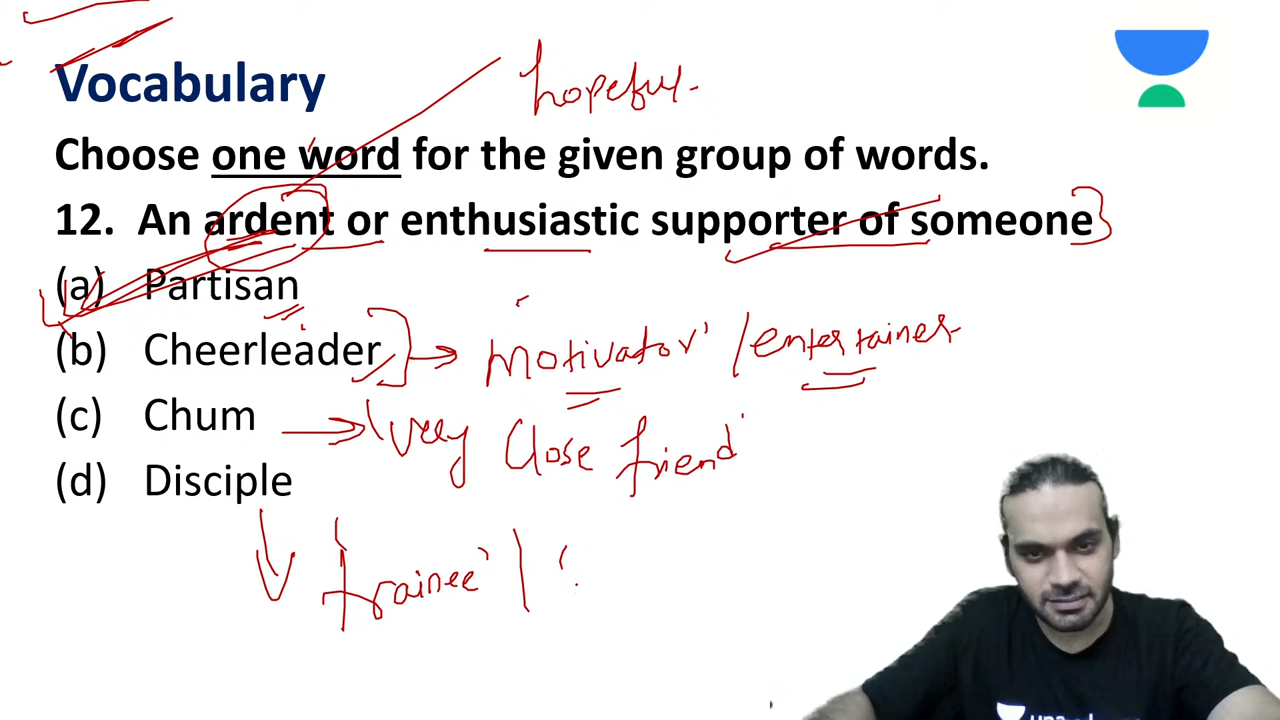 Vocabulary
hopeful.
Choose one word for the given group of words.
12. An ardent or enthusiastic supporter of someone
(a) Partisan
(b) Cheerleader → Motivator / entertainer
(c) Chum → Very Close friend
(d) Disciple
trainee |